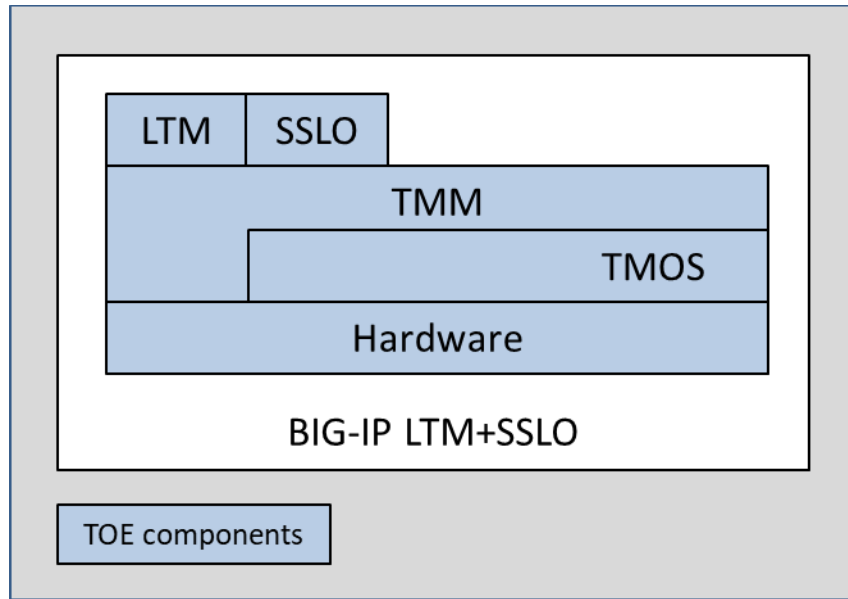 LTM
SSLO
TMM
TMOS
Hardware
BIG-IP LTM+SSLO
TOE components